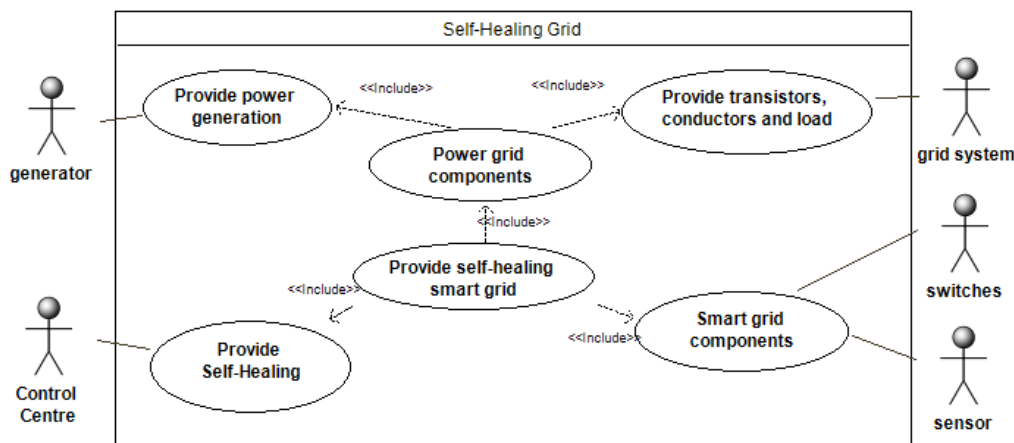 Self-Healing Grid
<<Include>>
<<Include>>
Provide power
generation
Provide transistors,
conductors and load
generator
grid system
Power grid
components
<<Include>>
Provide self-healing
smart grid
<<Include>>
switches
<<Include>>
Smart grid
components
Provide
Self-Healing
Control
Centre
sensor